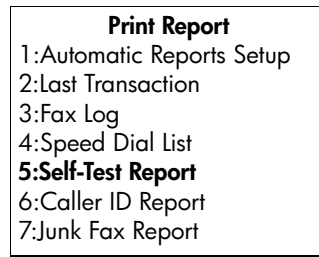 Print Report
1:Automatic Reports Setup
2:Last Transaction
3:Fax Log
4:Speed Dial List
5:Self-Test Report
6:Caller ID Report
7:Junk Fax Report